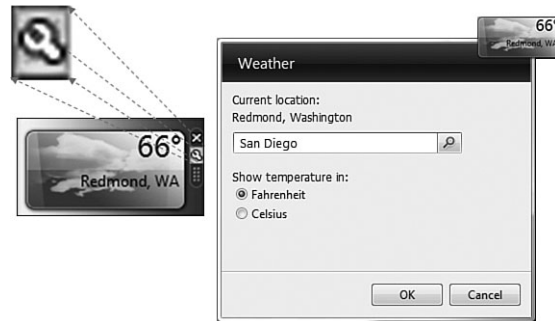 66°
Redmond, WA
66°
Redmond, WA
Weather
Current location:
Redmond, Washington
San Diego
Show temperature in:
Fahrenheit
Celsius
OK
Cancel